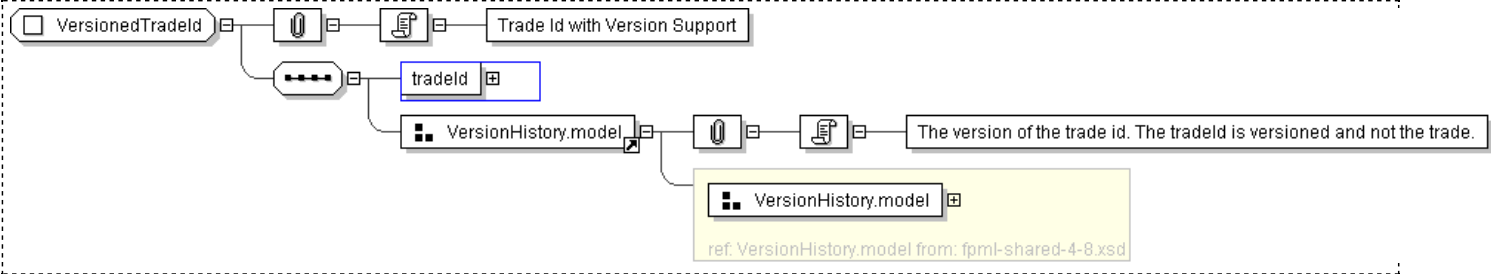 VersionedTradeId
Trade Id with Version Support
tradeId
VersionHistory.model
The version of the trade id. The tradeId is versioned and not the trade.
VersionHistory.model
ref: VersionHistory.model from: fpml-shared-4-8.xsd